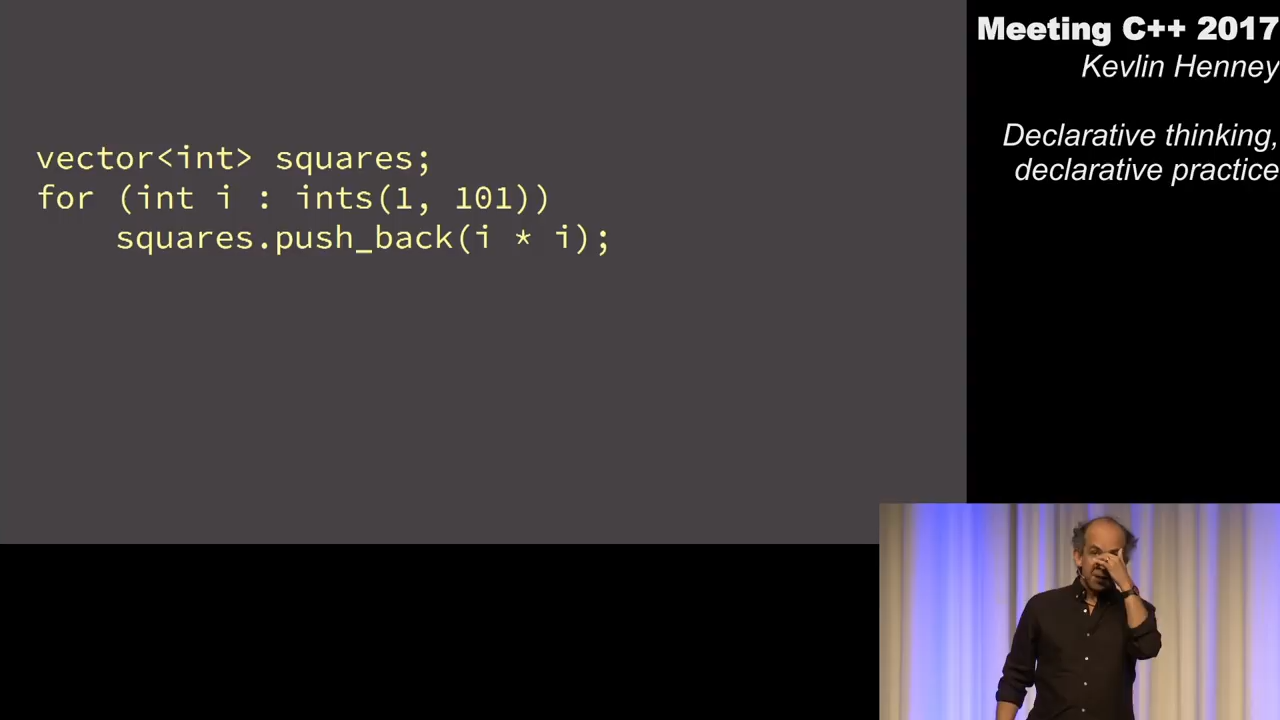 vector<int> squares;
for (int i : ints(1, 101))
    squares.push_back(i * i);
Meeting C++ 2017
Kevlin Henney
Declarative thinking,
declarative practice